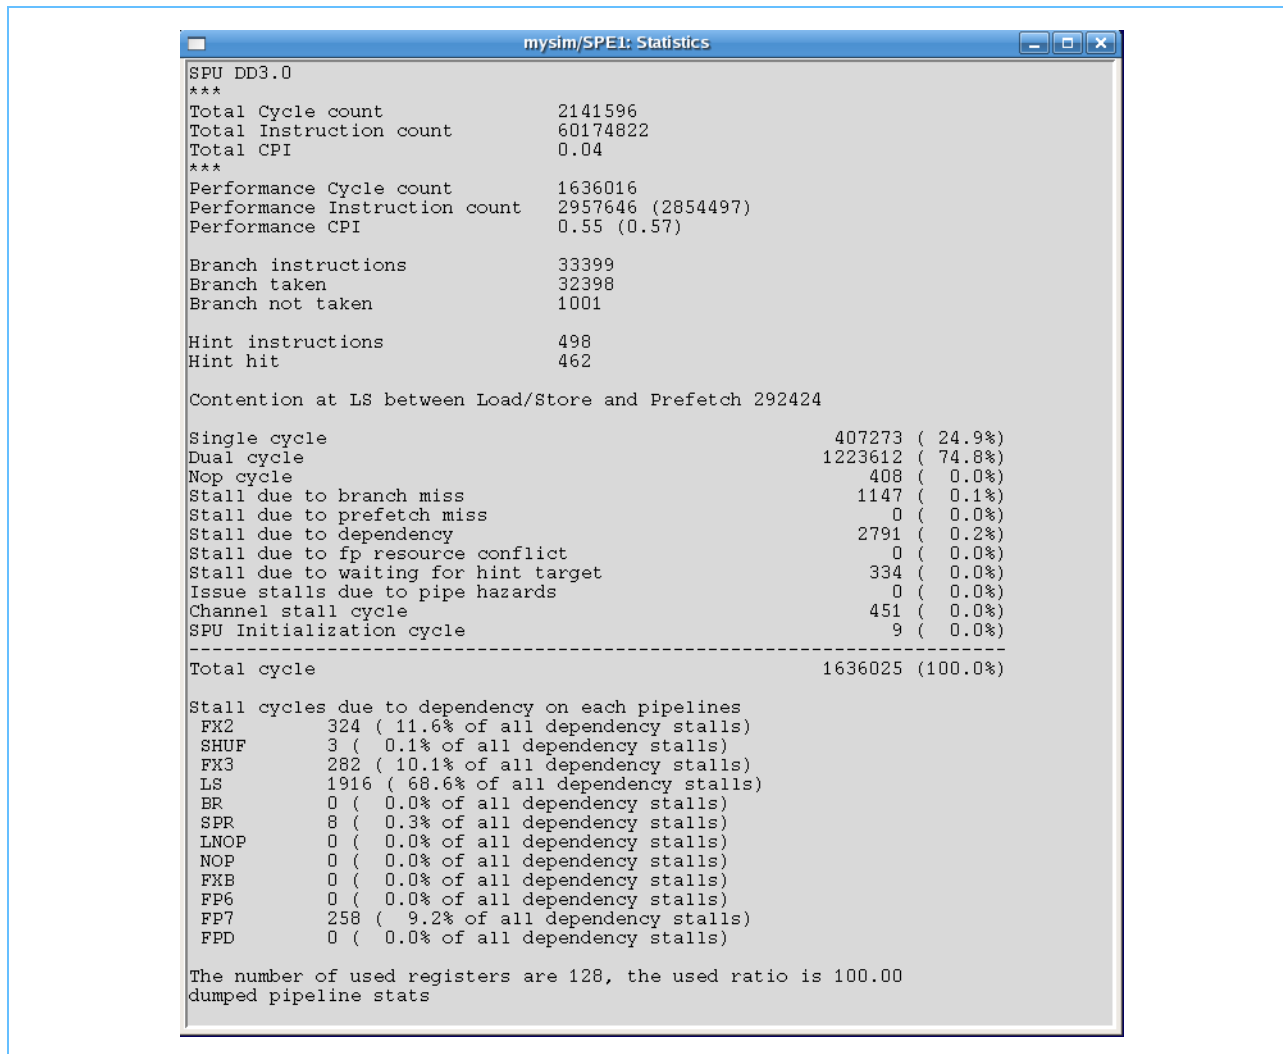 mysim/SPE1: Statistics
SPU DD3.0
***
Total Cycle count 2141596
Total Instruction count 60174822
Total CPI 0.04
***
Performance Cycle count 1636016
Performance Instruction count 2957646 (2854497)
Performance CPI 0.55 (0.57)
Branch instructions 33399
Branch taken 32398
Branch not taken 1001
Hint instructions 498
Hint hit 462
Contention at LS between Load/Store and Prefetch 292424
Single cycle 407273 ( 24.9%)
Dual cycle 1223612 ( 74.8%)
Nop cycle 408 ( 0.0%)
Stall due to branch miss 1147 ( 0.1%)
Stall due to prefetch miss 0 ( 0.0%)
Stall due to dependency 2791 ( 0.2%)
Stall due to fp resource conflict 0 ( 0.0%)
Stall due to waiting for hint target 334 ( 0.0%)
Issue stalls due to pipe hazards 0 ( 0.0%)
Channel stall cycle 451 ( 0.0%)
SPU Initialization cycle 9 ( 0.0%)
-----------------------------------------------------------------------
Total cycle 1636025 (100.0%)
Stall cycles due to dependency on each pipelines
FX2 324 ( 11.6% of all dependency stalls)
SHUF 3 ( 0.1% of all dependency stalls)
FX3 282 ( 10.1% of all dependency stalls)
LS 1916 ( 68.6% of all dependency stalls)
BR 0 ( 0.0% of all dependency stalls)
SPR 8 ( 0.3% of all dependency stalls)
LNOP 0 ( 0.0% of all dependency stalls)
NOP 0 ( 0.0% of all dependency stalls)
FXB 0 ( 0.0% of all dependency stalls)
FP6 0 ( 0.0% of all dependency stalls)
FP7 258 ( 9.2% of all dependency stalls)
FPD 0 ( 0.0% of all dependency stalls)
The number of used registers are 128, the used ratio is 100.00
dumped pipeline stats